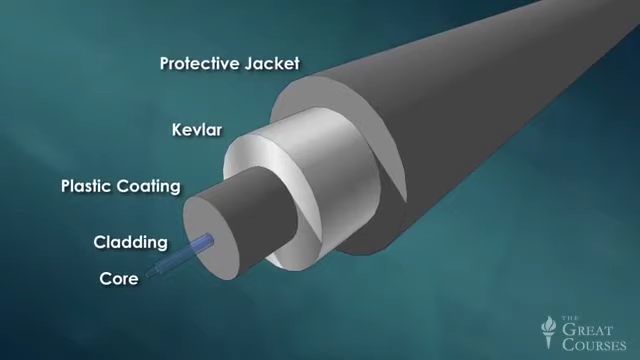 Protective Jacket
Kevlar
Plastic Coating
Cladding
Core
THE
GREAT
COURSES